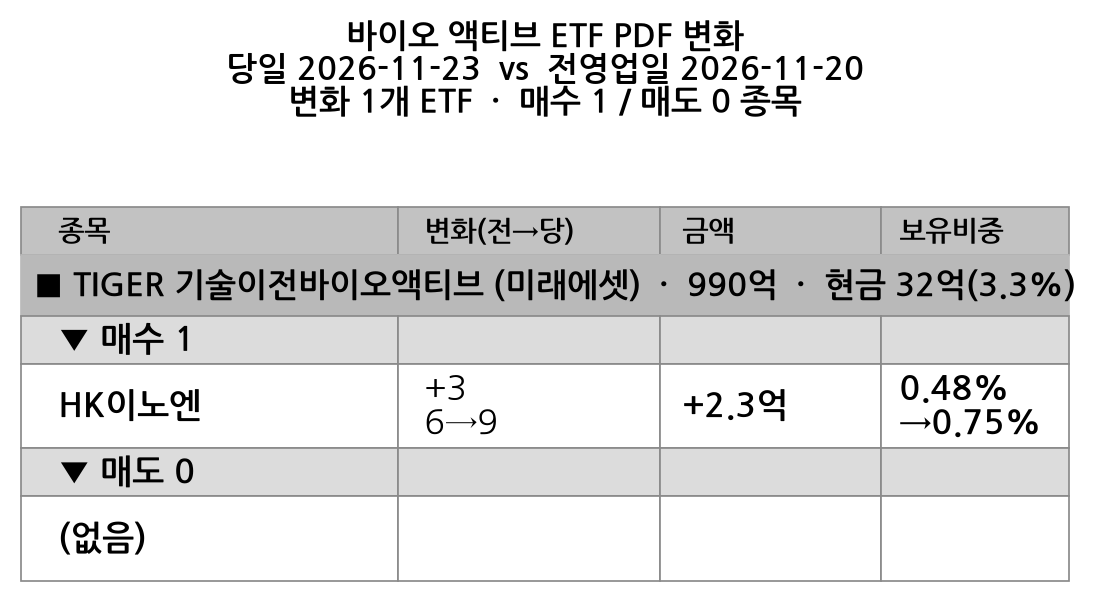 바이오 액티브 ETF PDF 변화
당일 2026-11-23 vs 전영업일 2026-11-20
변화 1개 ETF · 매수 1 / 매도 0 종목
종목 변화(전→당) 금액 보유비중
■ TIGER 기술이전바이오액티브 (미래에셋) · 990억 · 현금 32억(3.3%)
▼ 매수 1
HK이노엔 +3 6→9 +2.3억 0.48% →0.75%
▼ 매도 0
(없음)